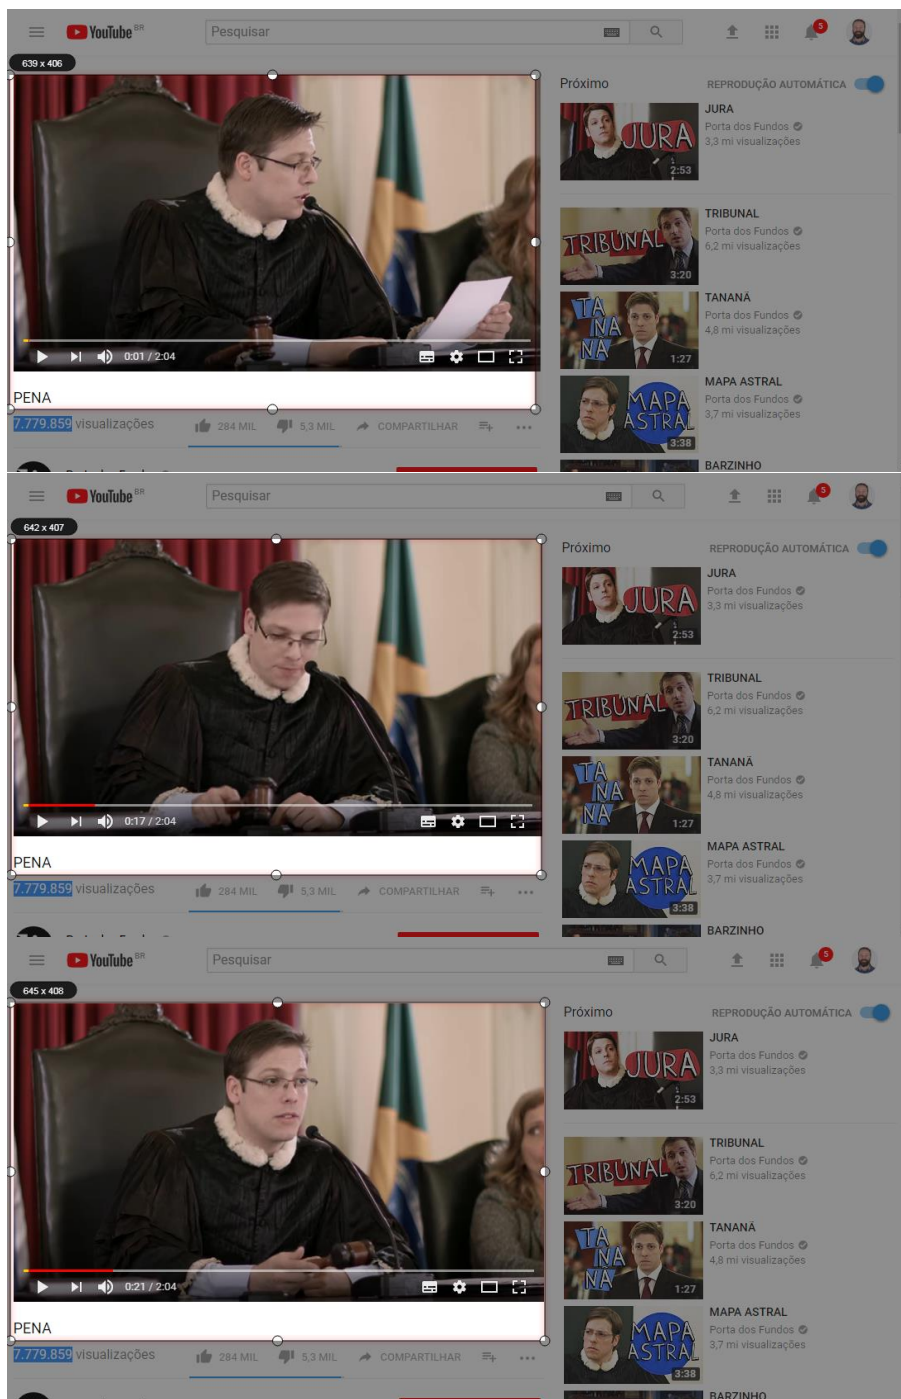 YouTube BR
Pesquisar
5
639 x 406
Próximo
REPRODUÇÃO AUTOMÁTICA
JURA
2:53
JURA
Porta dos Fundos
3,3 mi visualizações
TRIBUNAL
3:20
TRIBUNAL
Porta dos Fundos
6,2 mi visualizações
TA
NA
NA
1:27
TANANÃ
Porta dos Fundos
4,8 mi visualizações
MAPA
ASTRAL
3:38
MAPA ASTRAL
Porta dos Fundos
3,7 mi visualizações
BARZINHO
0:01 / 2:04
PENA
7.779.859 visualizações
284 MIL
5,3 MIL
COMPARTILHAR
YouTube BR
Pesquisar
5
642 x 407
Próximo
REPRODUÇÃO AUTOMÁTICA
JURA
2:53
JURA
Porta dos Fundos
3,3 mi visualizações
TRIBUNAL
3:20
TRIBUNAL
Porta dos Fundos
6,2 mi visualizações
TA
NA
NA
1:27
TANANÃ
Porta dos Fundos
4,8 mi visualizações
MAPA
ASTRAL
3:38
MAPA ASTRAL
Porta dos Fundos
3,7 mi visualizações
BARZINHO
0:17 / 2:04
PENA
7.779.859 visualizações
284 MIL
5,3 MIL
COMPARTILHAR
YouTube BR
Pesquisar
5
645 x 408
Próximo
REPRODUÇÃO AUTOMÁTICA
JURA
2:53
JURA
Porta dos Fundos
3,3 mi visualizações
TRIBUNAL
3:20
TRIBUNAL
Porta dos Fundos
6,2 mi visualizações
TA
NA
NA
1:27
TANANÃ
Porta dos Fundos
4,8 mi visualizações
MAPA
ASTRAL
3:38
MAPA ASTRAL
Porta dos Fundos
3,7 mi visualizações
BARZINHO
0:21 / 2:04
PENA
7.779.859 visualizações
284 MIL
5,3 MIL
COMPARTILHAR